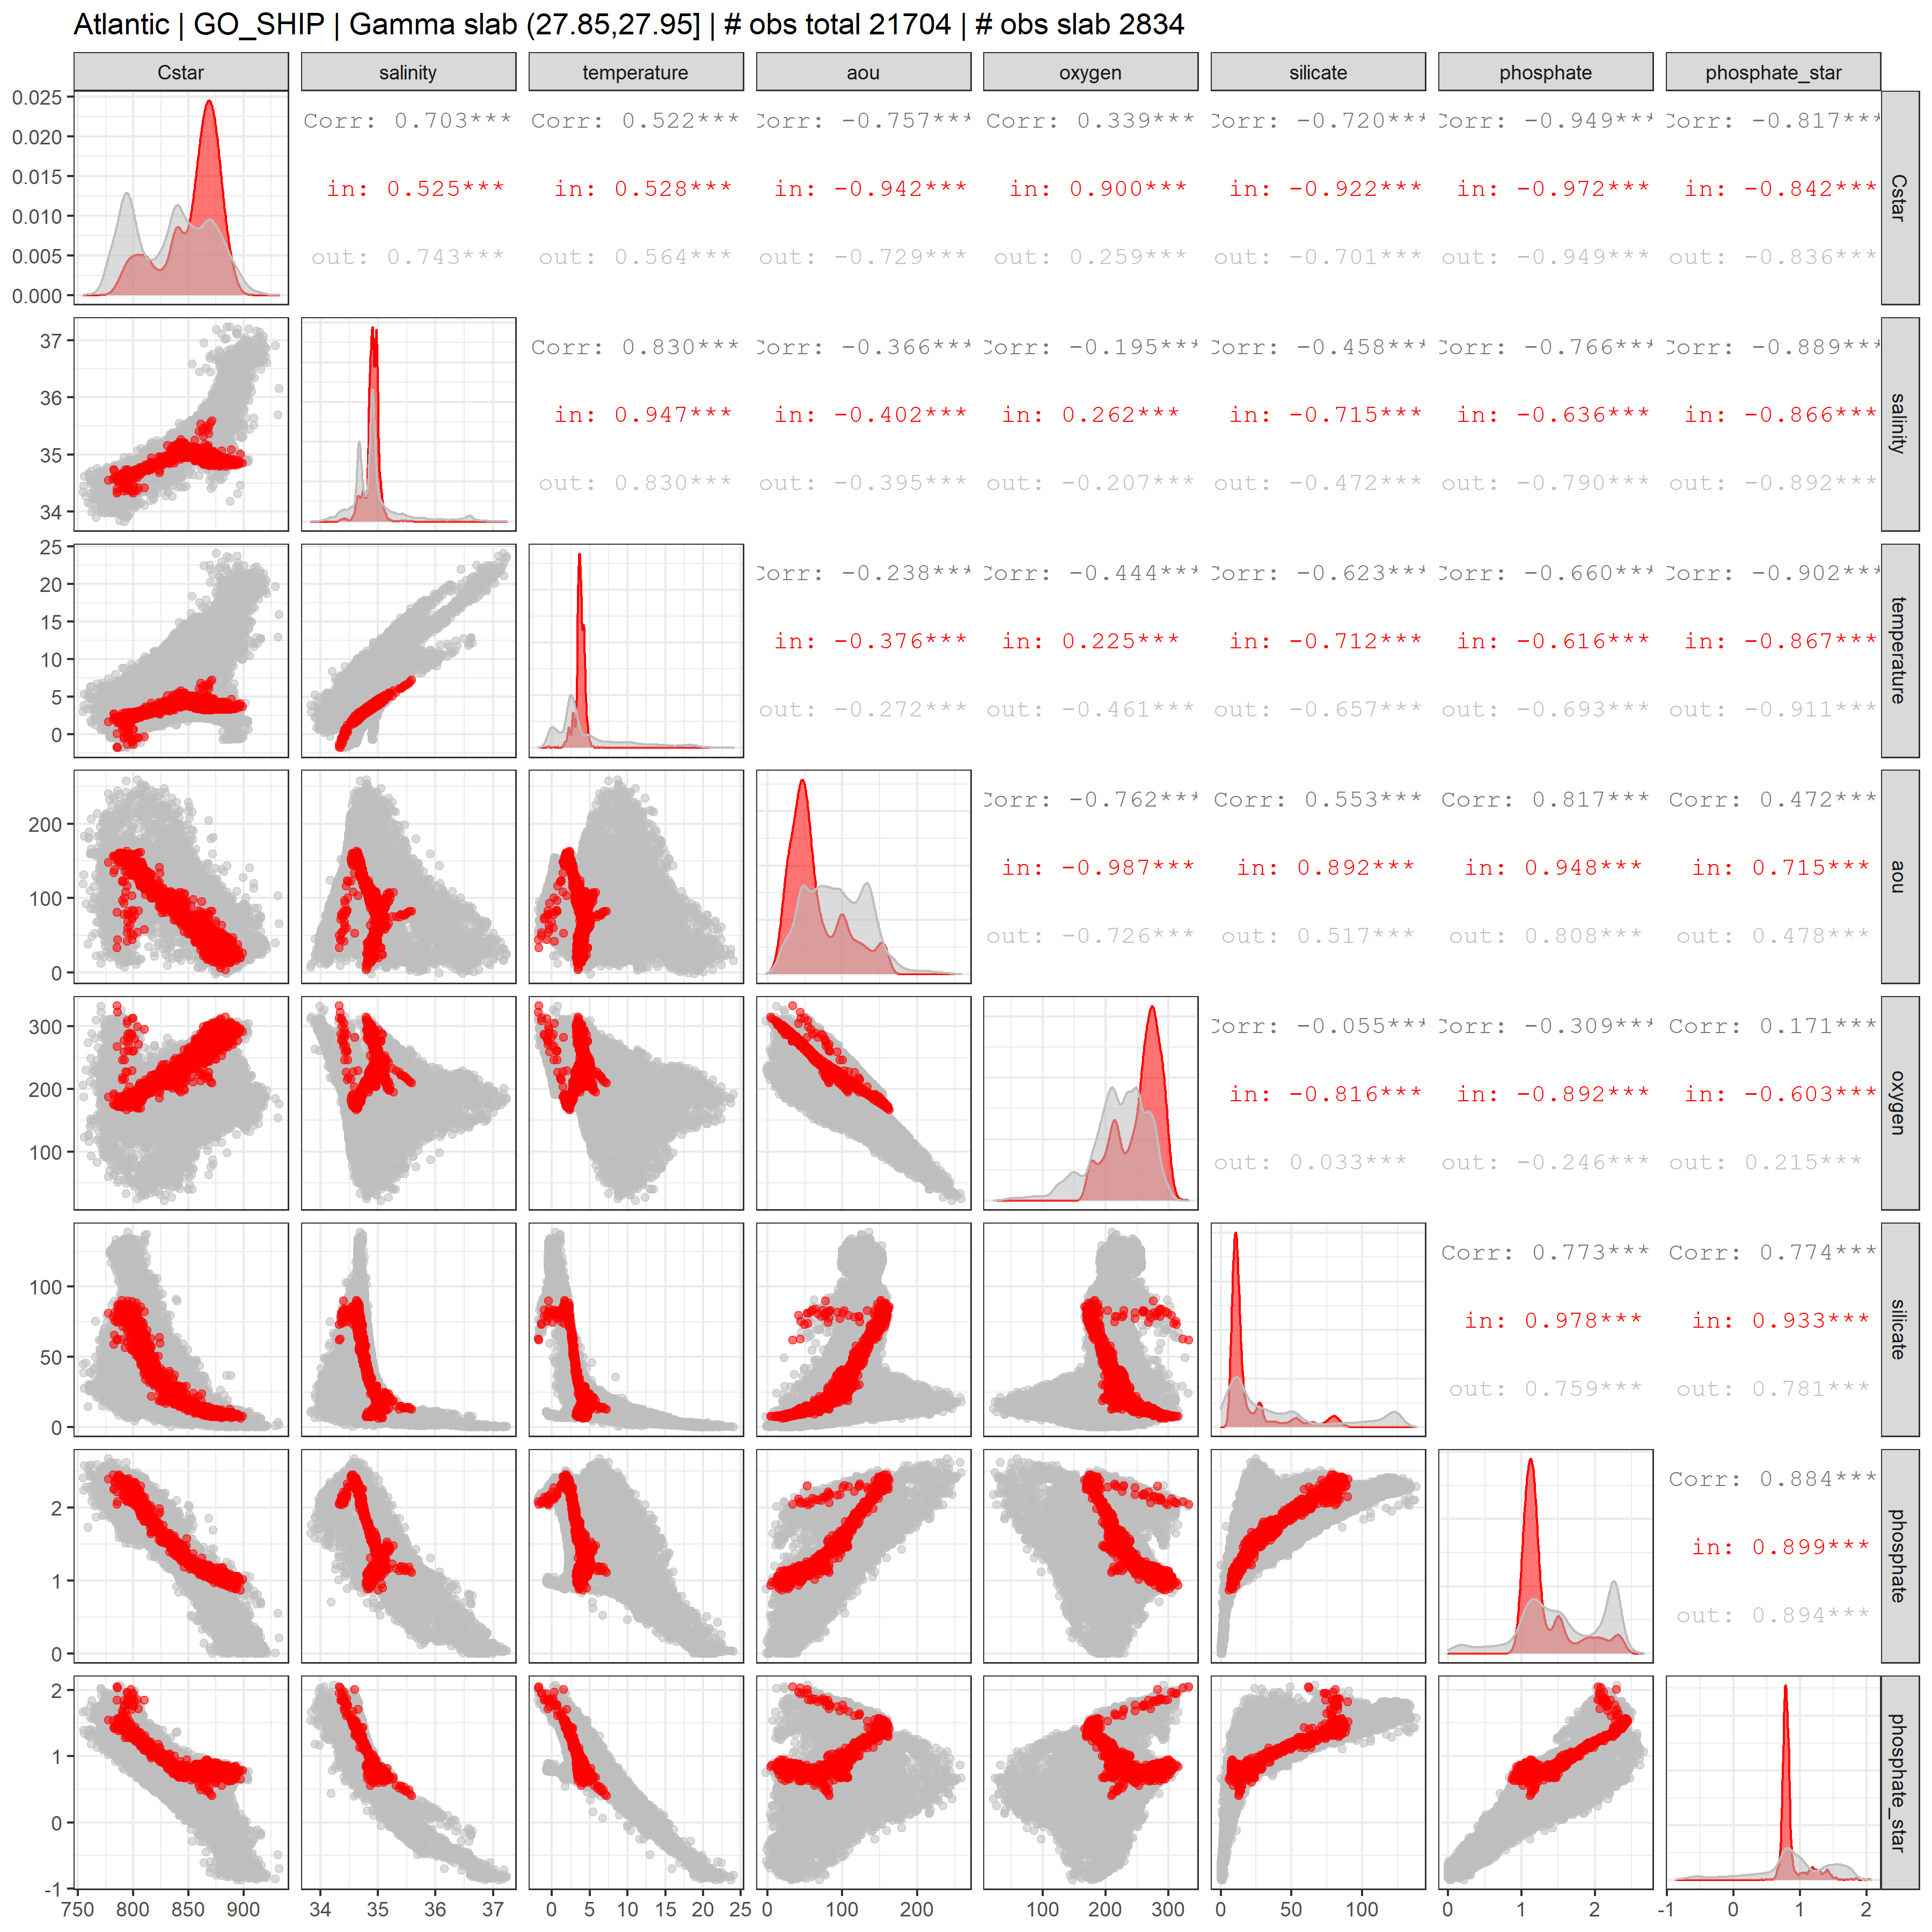 Atlantic | GO_SHIP | Gamma slab (27.85,27.95] | # obs total 21704 | # obs slab 2834
Cstar salinity temperature aou oxygen silicate phosphate phosphate_star
0.025
0.020
0.015
0.010
0.005
0.000
Corr: 0.703*** Corr: 0.522*** Corr: -0.757*** Corr: 0.339*** Corr: -0.720*** Corr: -0.949*** Corr: -0.817***
in: 0.525*** in: 0.528*** in: -0.942*** in: 0.900*** in: -0.922*** in: -0.972*** in: -0.842***
out: 0.743*** out: 0.564*** out: -0.729*** out: 0.259*** out: -0.701*** out: -0.949*** out: -0.836***
Cstar
37
36
35
34
Corr: 0.830*** Corr: -0.366*** Corr: -0.195*** Corr: -0.458*** Corr: -0.766*** Corr: -0.889***
in: 0.947*** in: -0.402*** in: 0.262*** in: -0.715*** in: -0.636*** in: -0.866***
out: 0.830*** out: -0.395*** out: -0.207*** out: -0.472*** out: -0.790*** out: -0.892***
salinity
25
20
15
10
5
0
Corr: -0.238*** Corr: -0.444*** Corr: -0.623*** Corr: -0.660*** Corr: -0.902***
in: -0.376*** in: 0.225*** in: -0.712*** in: -0.616*** in: -0.867***
out: -0.272*** out: -0.461*** out: -0.657*** out: -0.693*** out: -0.911***
temperature
200
100
0
Corr: -0.762*** Corr: 0.553*** Corr: 0.817*** Corr: 0.472***
in: -0.987*** in: 0.892*** in: 0.948*** in: 0.715***
out: -0.726*** out: 0.517*** out: 0.808*** out: 0.478***
aou
300
200
100
Corr: -0.055*** Corr: -0.309*** Corr: 0.171***
in: -0.816*** in: -0.892*** in: -0.603***
out: 0.033*** out: -0.246*** out: 0.215***
oxygen
100
50
0
Corr: 0.773*** Corr: 0.774***
in: 0.978*** in: 0.933***
out: 0.759*** out: 0.781***
silicate
2
1
0
Corr: 0.884***
in: 0.899***
out: 0.894***
phosphate
2
1
0
-1
phosphate_star
750 800 850 900 34 35 36 37 0 5 10 15 20 25 0 100 200 100 200 300 0 50 100 0 1 2 -1 0 1 2